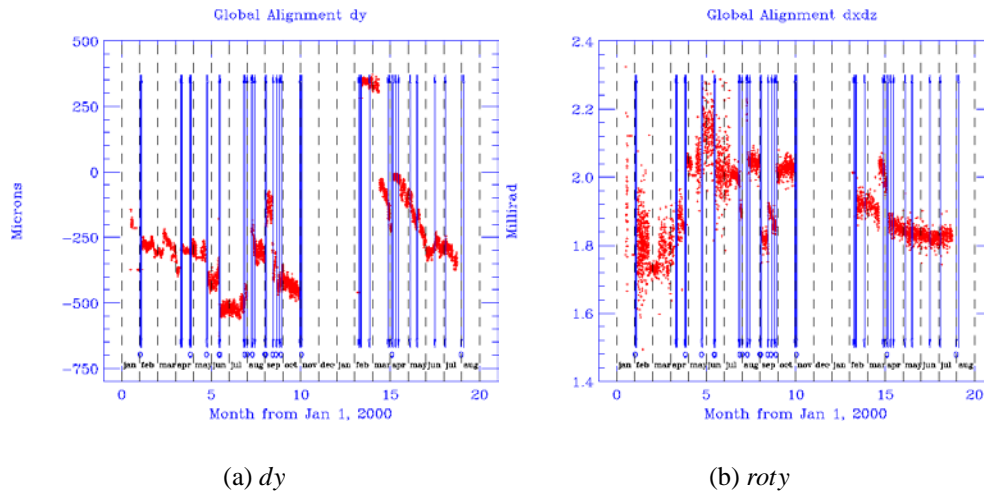 Global Alignment dy
Microns
500
250
0
-250
-500
-750
jan feb mar apr may jun jul aug sep oct nov dec jan feb mar apr may jun jul aug
0 5 10 15 20
Month from Jan 1, 2000
(a) dy
Global Alignment dxdz
Millirad
2.4
2.2
2.0
1.8
1.6
1.4
jan feb mar apr may jun jul aug sep oct nov dec jan feb mar apr may jun jul aug
0 5 10 15 20
Month from Jan 1, 2000
(b) roty